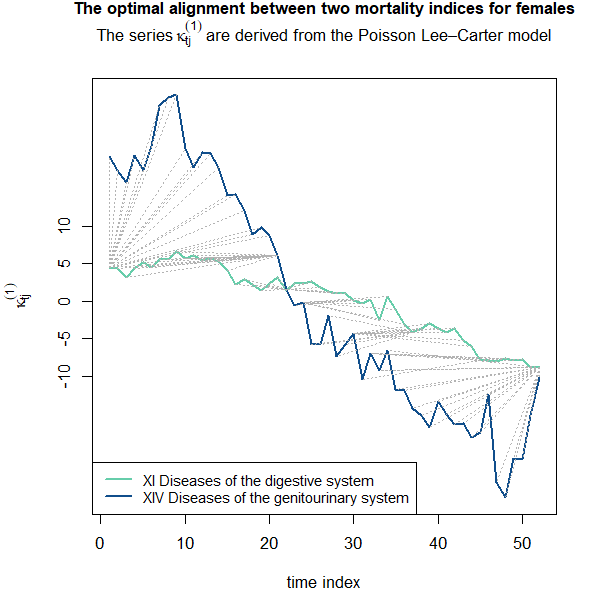 The optimal alignment between two mortality indices for females
The series κ_tj^(1) are derived from the Poisson Lee–Carter model
10
5
0
-5
-10
κ_tj^(1)
XI Diseases of the digestive system
XIV Diseases of the genitourinary system
0 10 20 30 40 50
time index